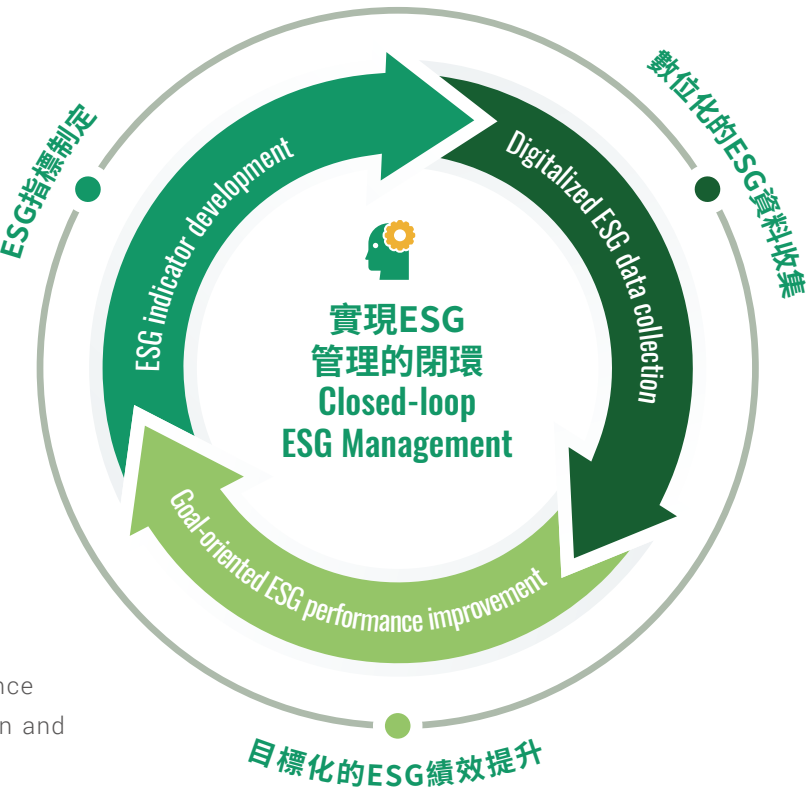 ESG指標制定
數位化的ESG資料收集
ESG indicator development
Digitalized ESG data collection
實現ESG
管理的閉環
Closed-loop
ESG Management
Goal-oriented ESG performance improvement
n and
目標化的ESG績效提升